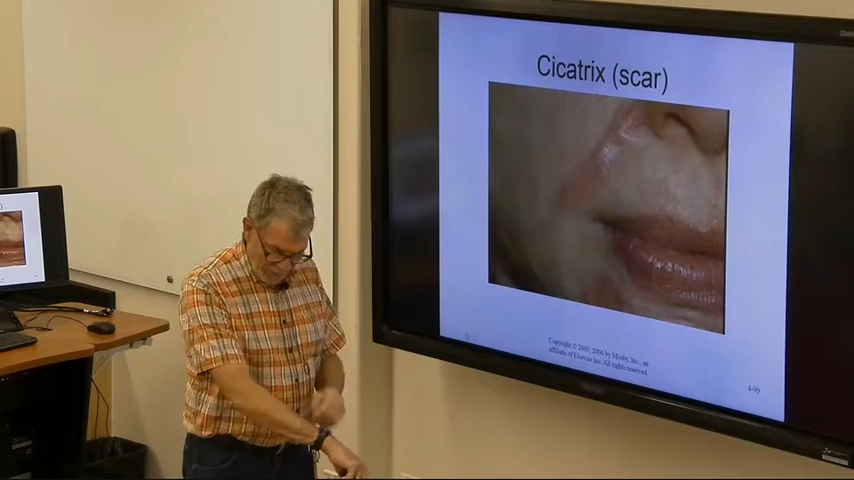 Cicatrix (scar)
Copyright © 2009, 2006 by Mosby, Inc. an
affiliate of Elsevier Inc. All rights reserved.
4-99